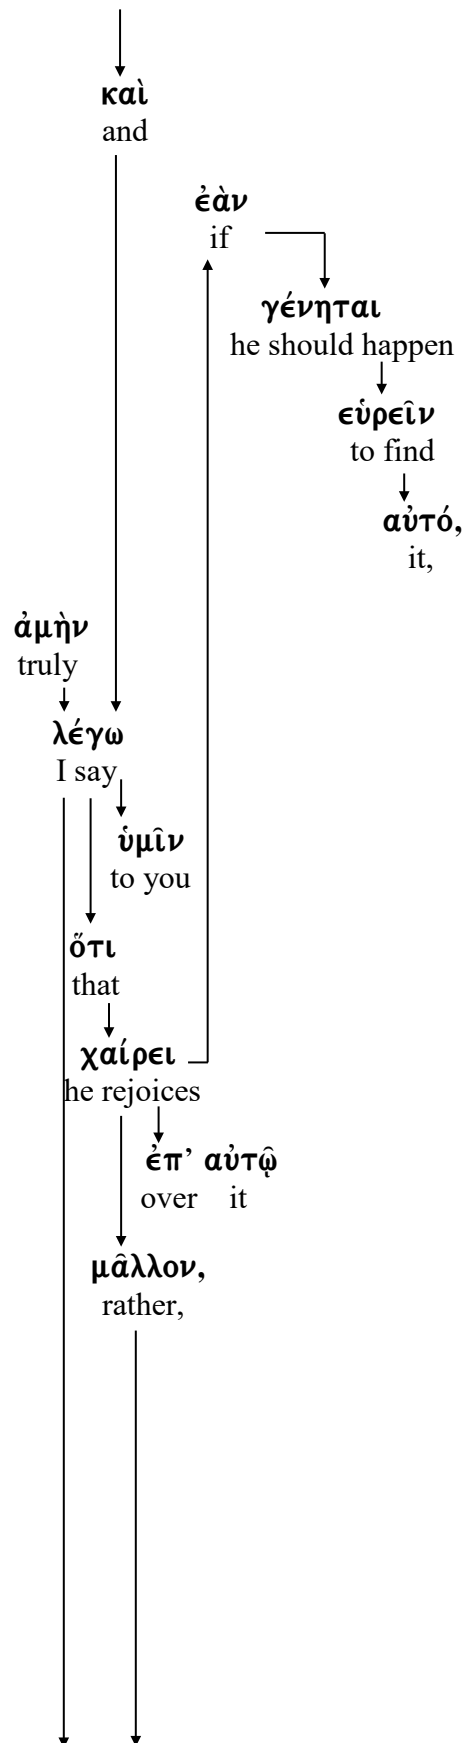 καὶ
and
ἐὰν
if
γένηται
he should happen
εὑρεῖν
to find
αὐτό,
it,
ἀμὴν
truly
λέγω
I say
ὑμῖν
to you
ὅτι
that
χαίρει
he rejoices
ἐπ’ αὐτῷ
over it
μᾶλλον,
rather,